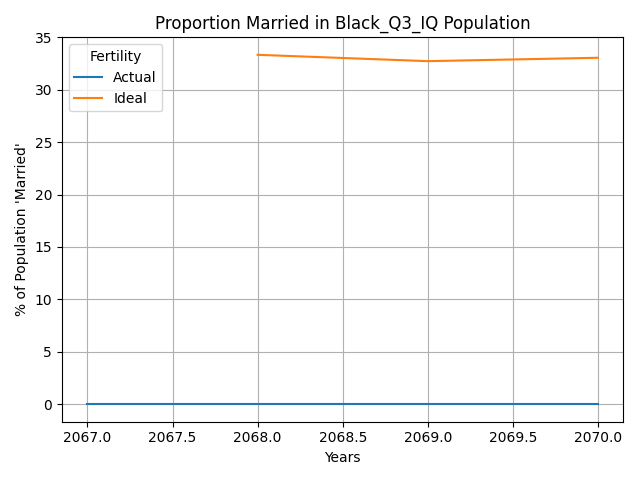 Proportion Married in Black_Q3_IQ Population
35
30
25
20
15
10
5
0
% of Population 'Married'
Fertility
Actual
Ideal
2067.0 2067.5 2068.0 2068.5 2069.0 2069.5 2070.0
Years